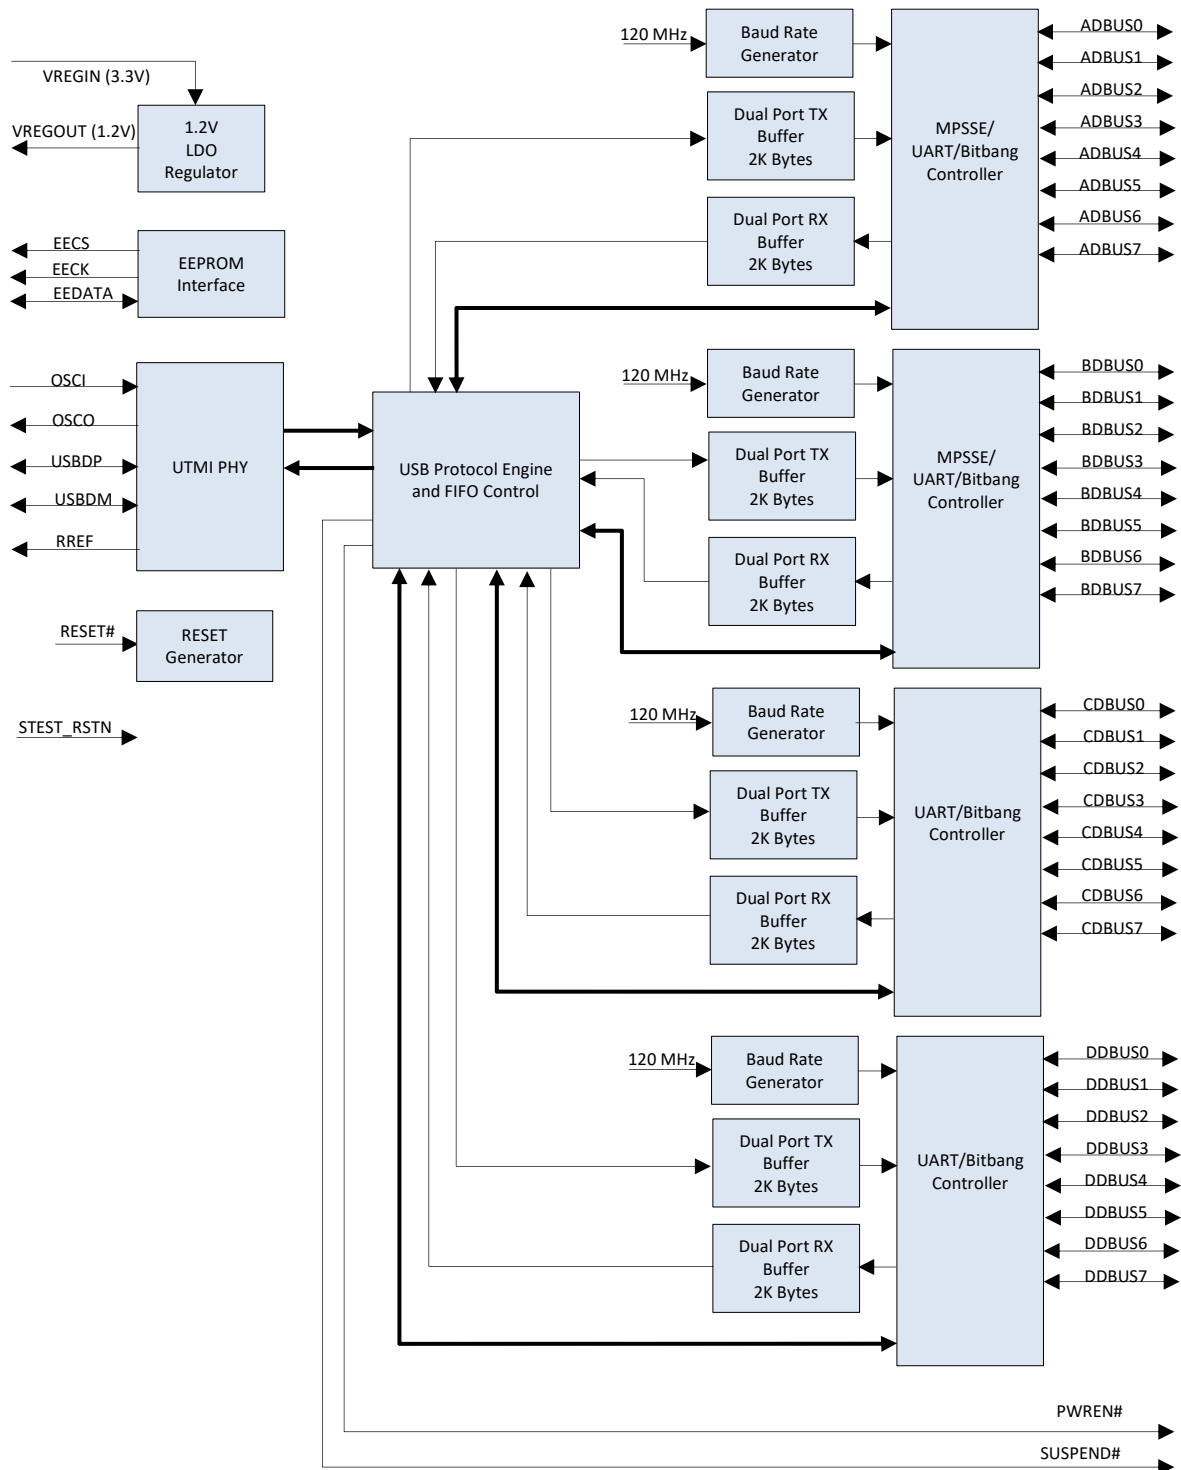 VREGIN (3.3V)
VREGOUT (1.2V)
1.2V
LDO
Regulator
EECS
EECK
EEDATA
EEPROM
Interface
OSCI
OSCO
USBDP
USBDM
RREF
UTMI PHY
RESET#
RESET
Generator
STEST_RSTN
USB Protocol Engine
and FIFO Control
120 MHz
Baud Rate
Generator
Dual Port TX
Buffer
2K Bytes
Dual Port RX
Buffer
2K Bytes
MPSSE/
UART/Bitbang
Controller
ADBUS0
ADBUS1
ADBUS2
ADBUS3
ADBUS4
ADBUS5
ADBUS6
ADBUS7
120 MHz
Baud Rate
Generator
Dual Port TX
Buffer
2K Bytes
Dual Port RX
Buffer
2K Bytes
MPSSE/
UART/Bitbang
Controller
BDBUS0
BDBUS1
BDBUS2
BDBUS3
BDBUS4
BDBUS5
BDBUS6
BDBUS7
120 MHz
Baud Rate
Generator
Dual Port TX
Buffer
2K Bytes
Dual Port RX
Buffer
2K Bytes
UART/Bitbang
Controller
CDBUS0
CDBUS1
CDBUS2
CDBUS3
CDBUS4
CDBUS5
CDBUS6
CDBUS7
120 MHz
Baud Rate
Generator
Dual Port TX
Buffer
2K Bytes
Dual Port RX
Buffer
2K Bytes
UART/Bitbang
Controller
DDBUS0
DDBUS1
DDBUS2
DDBUS3
DDBUS4
DDBUS5
DDBUS6
DDBUS7
PWREN#
SUSPEND#